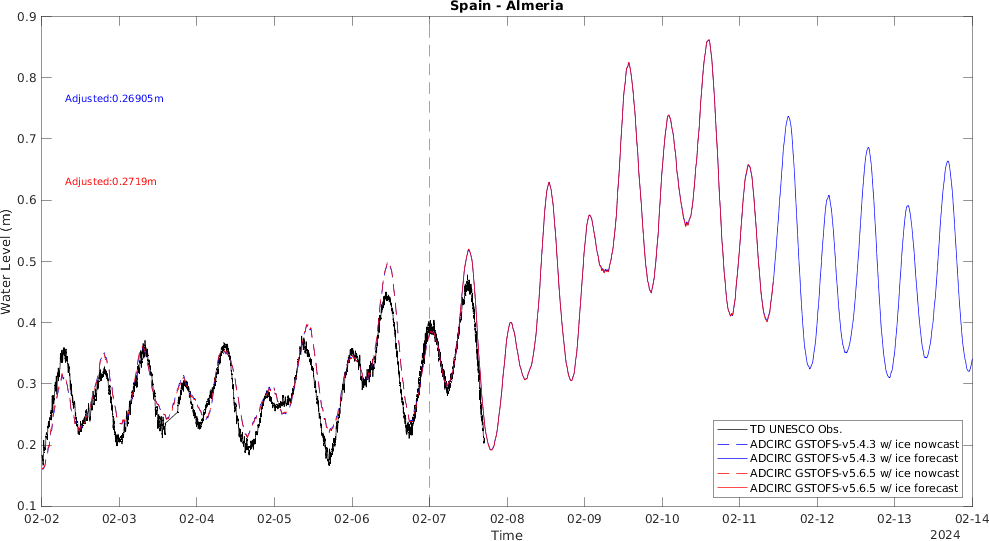 Spain - Almeria
0.9
0.8
0.7
0.6
0.5
0.4
0.3
0.2
0.1
Water Level (m)
Adjusted:0.26905m
Adjusted:0.2719m
TD UNESCO Obs.
ADCIRC GSTOFS-v5.4.3 w/ ice nowcast
ADCIRC GSTOFS-v5.4.3 w/ ice forecast
ADCIRC GSTOFS-v5.6.5 w/ ice nowcast
ADCIRC GSTOFS-v5.6.5 w/ ice forecast
02-02 02-03 02-04 02-05 02-06 02-07 02-08 02-09 02-10 02-11 02-12 02-13 02-14
Time
2024